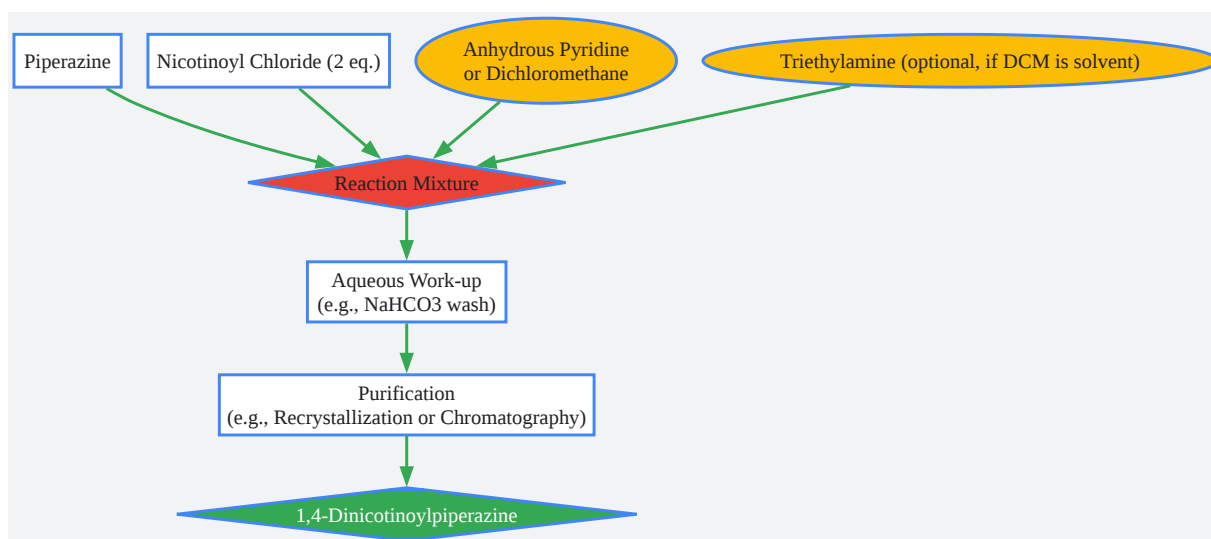 Piperazine
Nicotinoyl Chloride (2 eq.)
Anhydrous Pyridine
or Dichloromethane
Triethylamine (optional, if DCM is solvent)
Reaction Mixture
Aqueous Work-up
(e.g., NaHCO3 wash)
Purification
(e.g., Recrystallization or Chromatography)
1,4-Dinicotinoylpiperazine